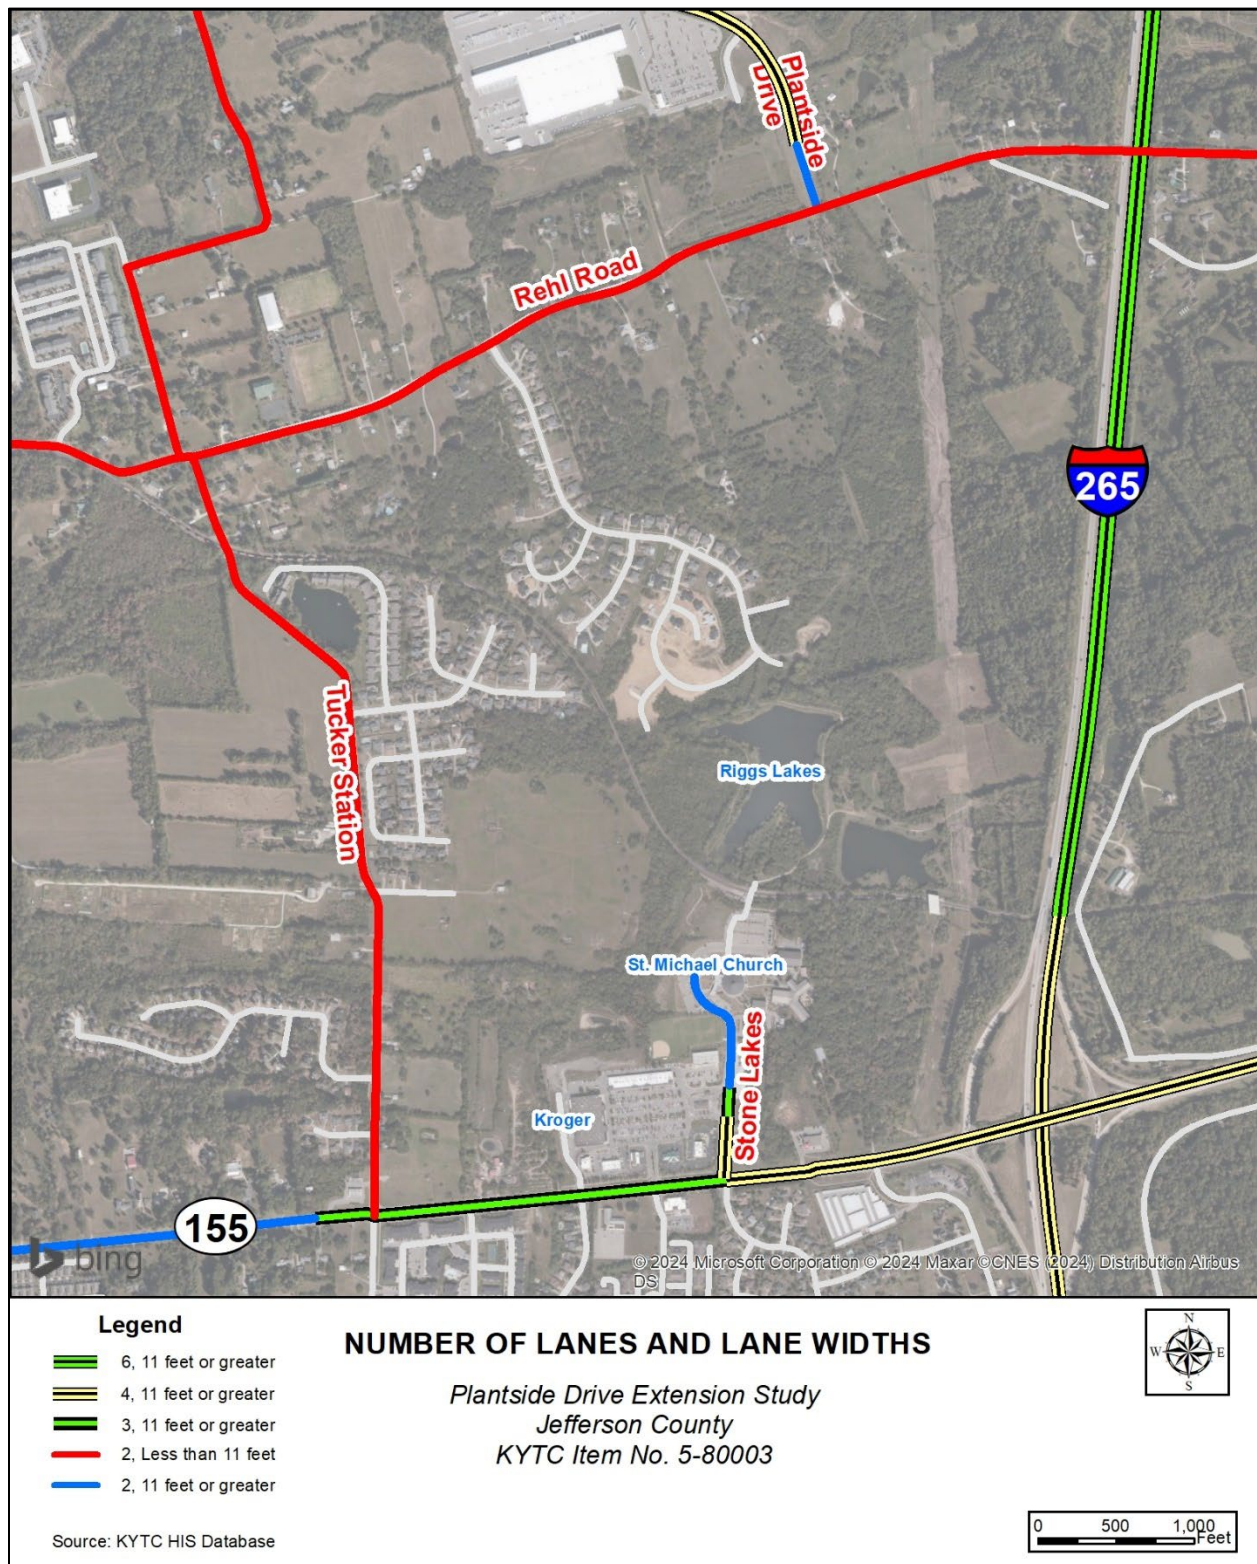 Plantside
Drive
Rehl Road
265
Tucker Station
Riggs Lakes
St. Michael Church
Stone Lakes
Kroger
155
bing
© 2024 Microsoft Corporation © 2024 Maxar ©CNES (2024) Distribution Airbus
DS
Legend
6, 11 feet or greater
4, 11 feet or greater
3, 11 feet or greater
2, Less than 11 feet
2, 11 feet or greater
Source: KYTC HIS Database
NUMBER OF LANES AND LANE WIDTHS
Plantside Drive Extension Study
Jefferson County
KYTC Item No. 5-80003
N
W E
S
0 500 1,000
Feet